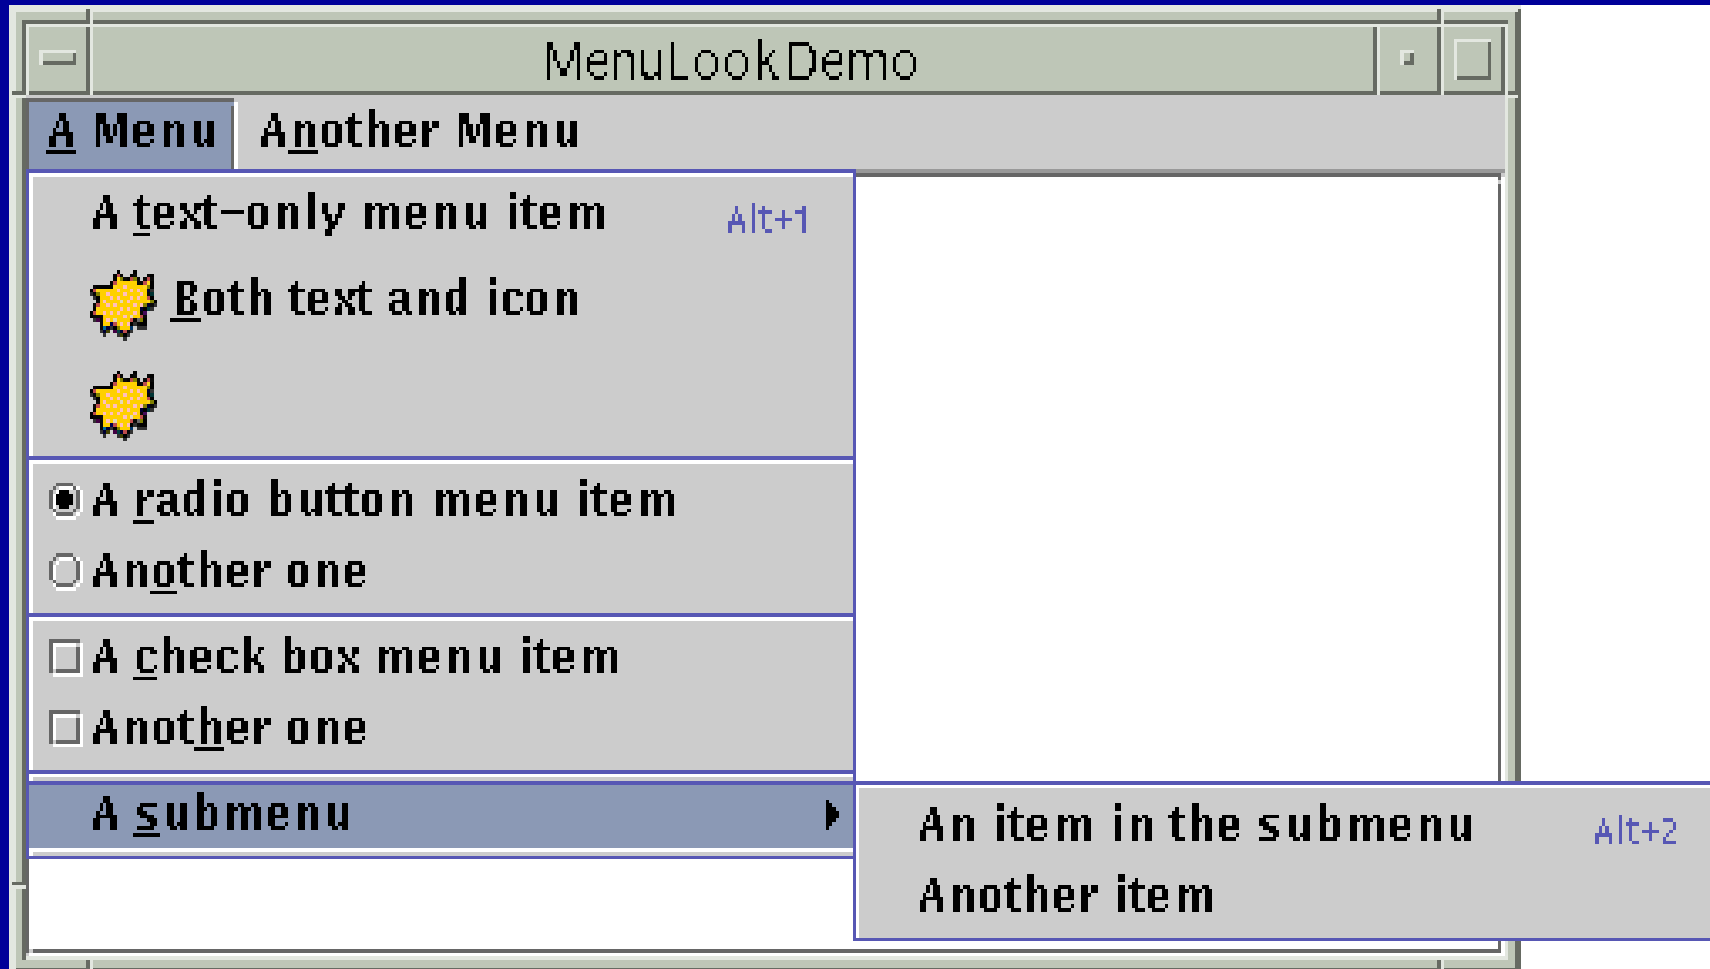 MenuLookDemo
A Menu Another Menu
A text-only menu item Alt+1
Both text and icon
A radio button menu item
Another one
A check box menu item
Another one
A submenu
An item in the submenu Alt+2
Another item